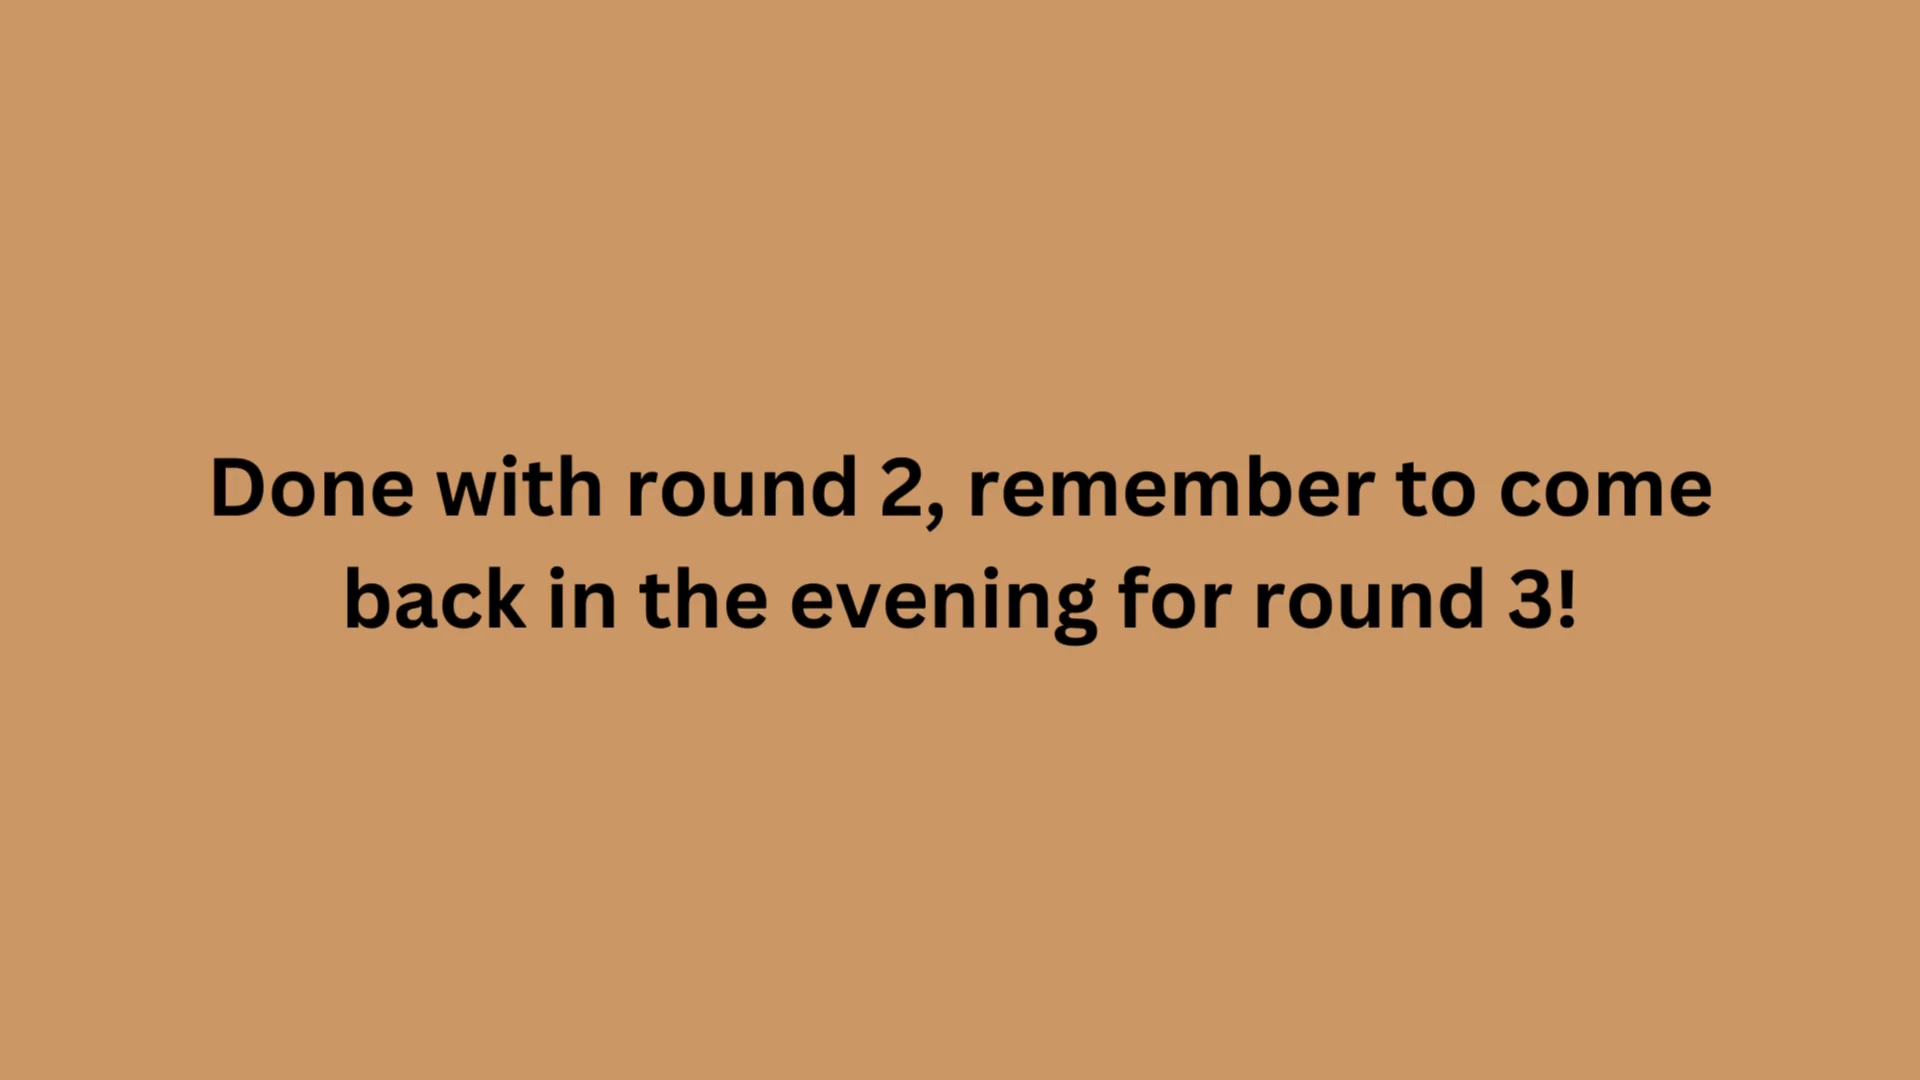 Done with round 2, remember to come
back in the evening for round 3!